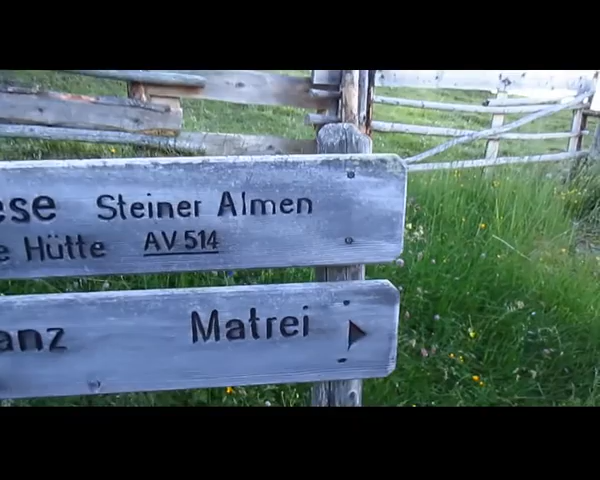 ese Steiner Almen
e Hütte AV 514
anz Matrei